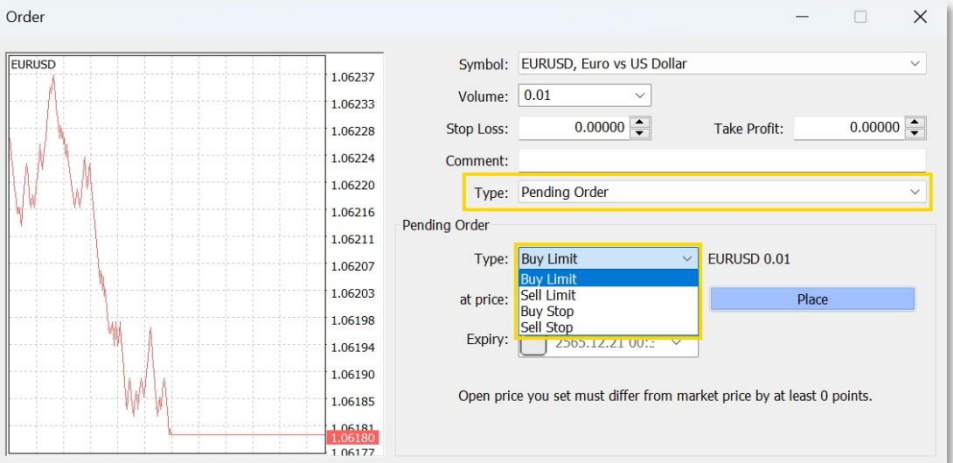 Order
EURUSD
1.06237
1.06233
1.06228
1.06224
1.06220
1.06216
1.06211
1.06207
1.06203
1.06198
1.06194
1.06190
1.06185
1.06181
1.06180
1.06177
Symbol: EURUSD, Euro vs US Dollar
Volume: 0.01
Stop Loss: 0.00000 Take Profit: 0.00000
Comment:
Type: Pending Order
Pending Order
Type: Buy Limit EURUSD 0.01
Buy Limit
at price: Sell Limit Place
Buy Stop
Sell Stop
Expiry: 2565.12.21
Open price you set must differ from market price by at least 0 points.